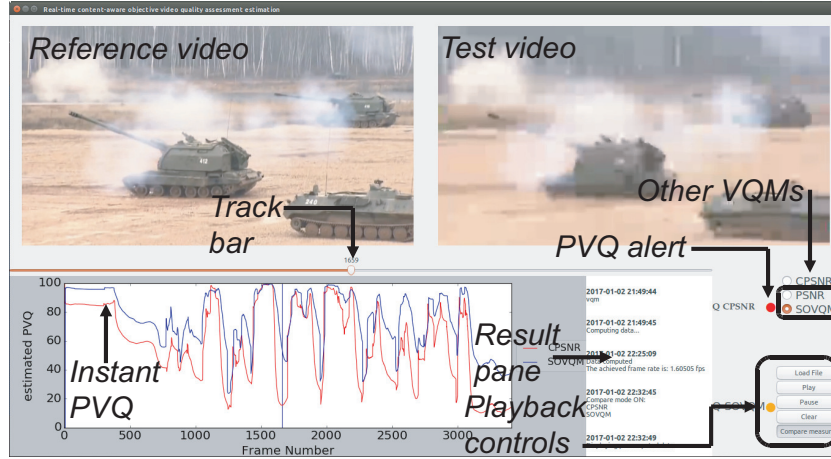 Real-time content-aware objective video quality assessment estimation
Reference video
Test video
412
Track
bar
Other VQMs
PVQ alert
1659
CPSNR
PSNR
SOVQM
Q CPSNR
100
80
60
40
20
0
estimated PVQ
Instant
PVQ
0
500
1000
1500
2000
2500
3000
Frame Number
CPSNR
SOVQM
Result
pane
Playback
controls
2017-01-02 21:49:44
vqm
2017-01-02 21:49:45
Computing data...
2017-01-02 22:25:09
Data computed
The achieved frame rate is: 1.60505 fps
2017-01-02 22:32:45
Compare mode ON:
CPSNR
SOVQM
2017-01-02 22:32:49
Q SOVQM
Load File
Play
Pause
Clear
Compare measur